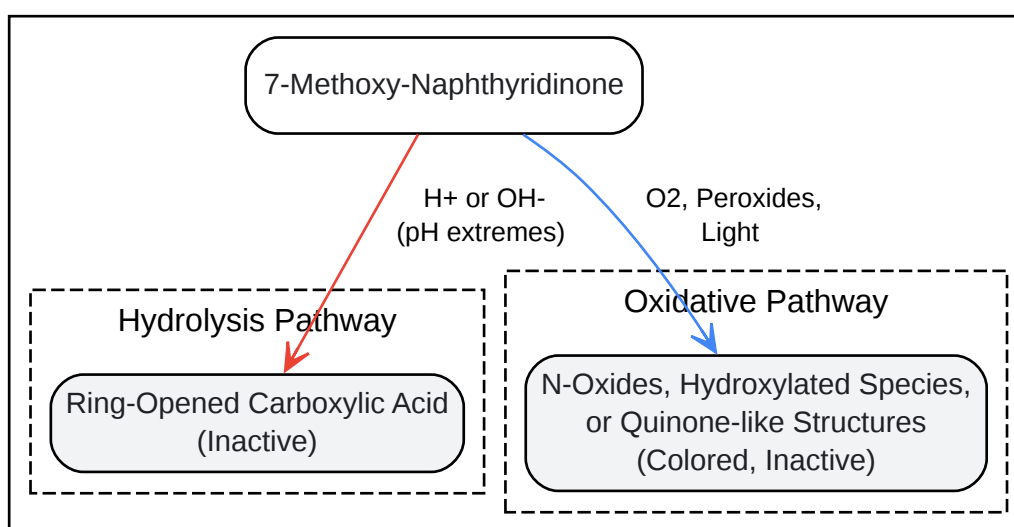 7-Methoxy-Naphthyridinone
H+ or OH-
(pH extremes)
O2, Peroxides,
Light
Hydrolysis Pathway
Ring-Opened Carboxylic Acid
(Inactive)
Oxidative Pathway
N-Oxides, Hydroxylated Species,
or Quinone-like Structures
(Colored, Inactive)